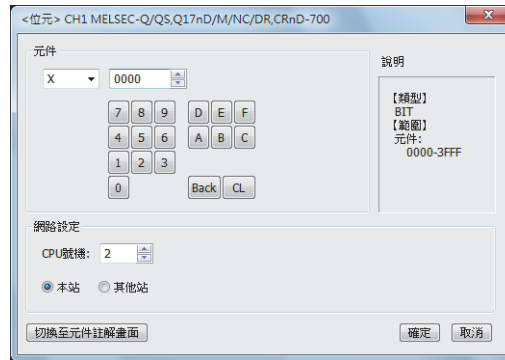 <位元> CH1 MELSEC-Q/QS,Q17nD/M/NC/DR,CRnD-700
元件
X 0000
7 8 9 D E F
4 5 6 A B C
1 2 3
0 Back CL
說明
【類型】
BIT
【範圍】
元件:
0000-3FFF
網路設定
CPU號機: 2
本站 其他站
切換至元件註解畫面 確定 取消